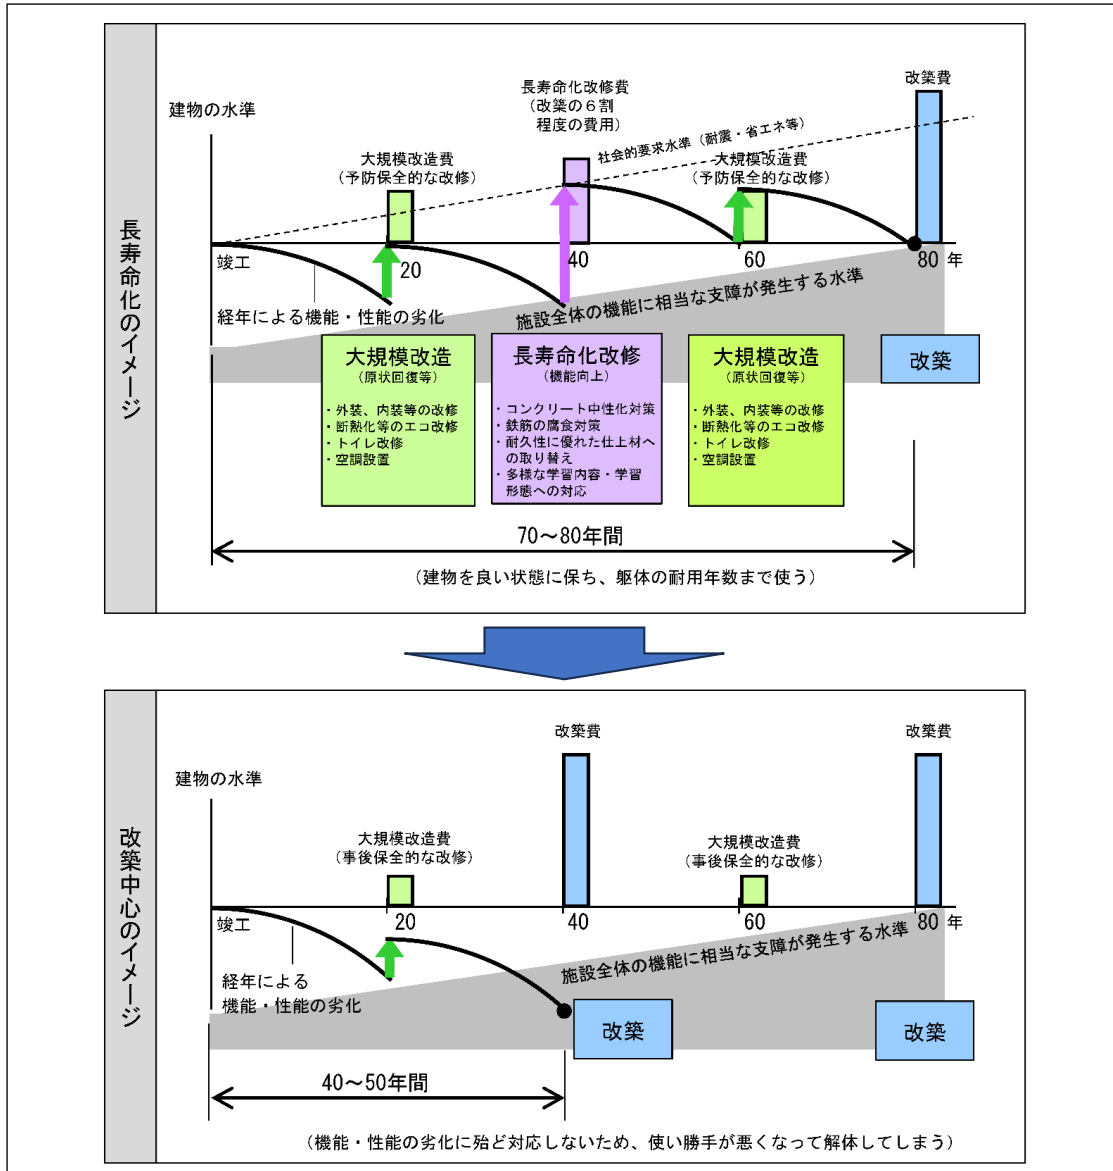 長寿命化のイメージ
建物の水準
大規模改造費
（予防保全的な改修）
長寿命化改修費
（改築の６割
程度の費用）
社会的要求水準（耐震・省エネ等）
大規模改造費
（予防保全的な改修）
改築費
竣工
20
40
60
80 年
経年による機能・性能の劣化
施設全体の機能に相当な支障が発生する水準
大規模改造
（原状回復等）
・外装、内装等の改修
・断熱化等のエコ改修
・トイレ改修
・空調設置
長寿命化改修
（機能向上）
・コンクリート中性化対策
・鉄筋の腐食対策
・耐久性に優れた仕上材へ
の取り替え
・多様な学習内容・学習
形態への対応
大規模改造
（原状回復等）
・外装、内装等の改修
・断熱化等のエコ改修
・トイレ改修
・空調設置
改築
70～80年間
（建物を良い状態に保ち、躯体の耐用年数まで使う）
改築中心のイメージ
建物の水準
大規模改造費
（事後保全的な改修）
改築費
大規模改造費
（事後保全的な改修）
改築費
竣工
20
40
60
80 年
経年による
機能・性能の劣化
施設全体の機能に相当な支障が発生する水準
改築
改築
40～50年間
（機能・性能の劣化に殆ど対応しないため、使い勝手が悪くなって解体してしまう）